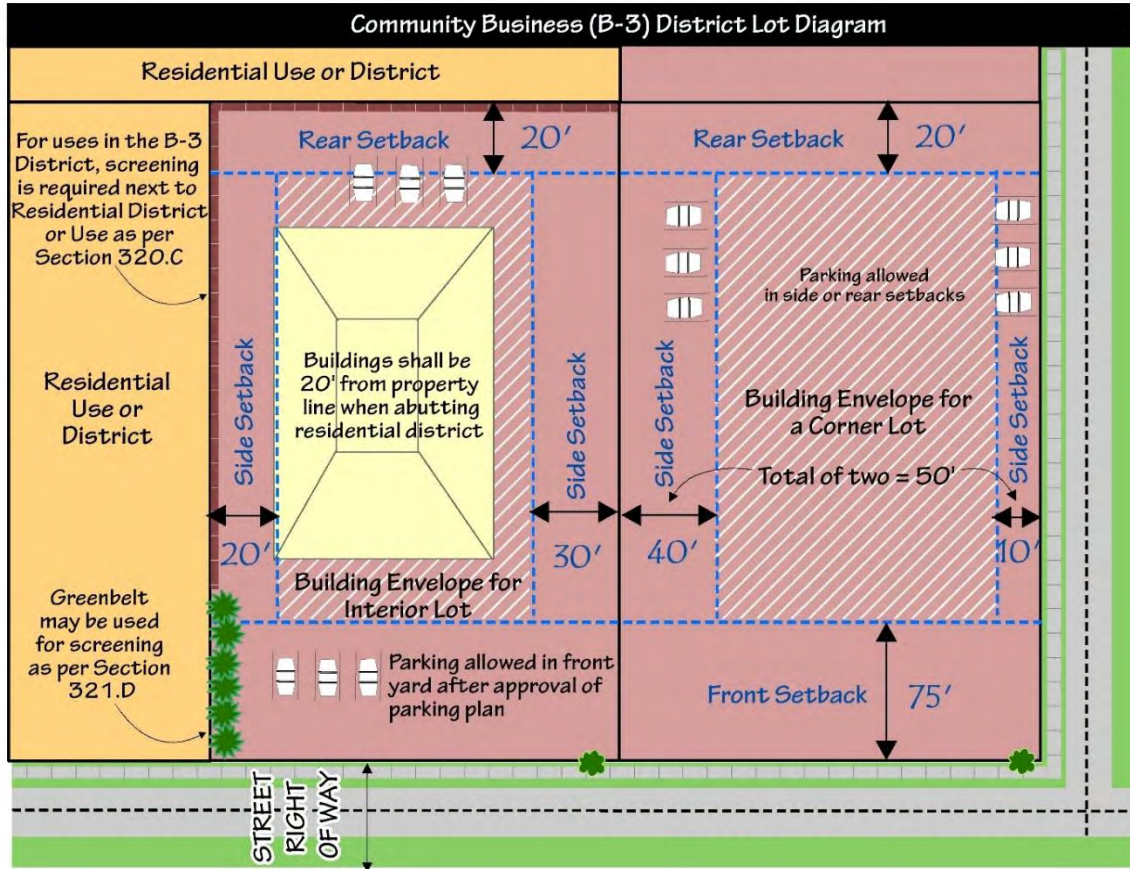 Community Business (B-3) District Lot Diagram
Residential Use or District
For uses in the B-3
District, screening
is required next to
Residential District
or Use as per
Section 320.C
Residential
Use or
District
Greenbelt
may be used
for screening
as per Section
321.D
Rear Setback
20'
Side Setback
Buildings shall be
20' from property
line when abutting
residential district
Side Setback
20'
30'
Building Envelope for
Interior Lot
Parking allowed in front
yard after approval of
parking plan
Rear Setback
20'
Parking allowed
in side or rear setbacks
Side Setback
Building Envelope for
a Corner Lot
Side Setback
Total of two = 50'
40'
10'
Front Setback
75'
STREET
RIGHT
OF WAY